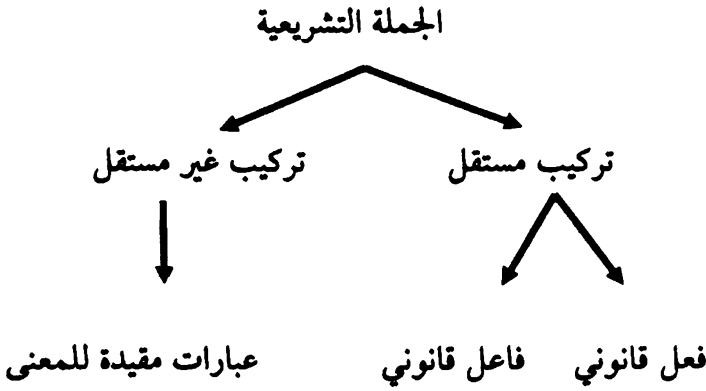 الجملة التشريعية
تركيب مستقل تركيب غير مستقل
فعل قانوني فاعل قانوني عبارات مقيدة للمعنى